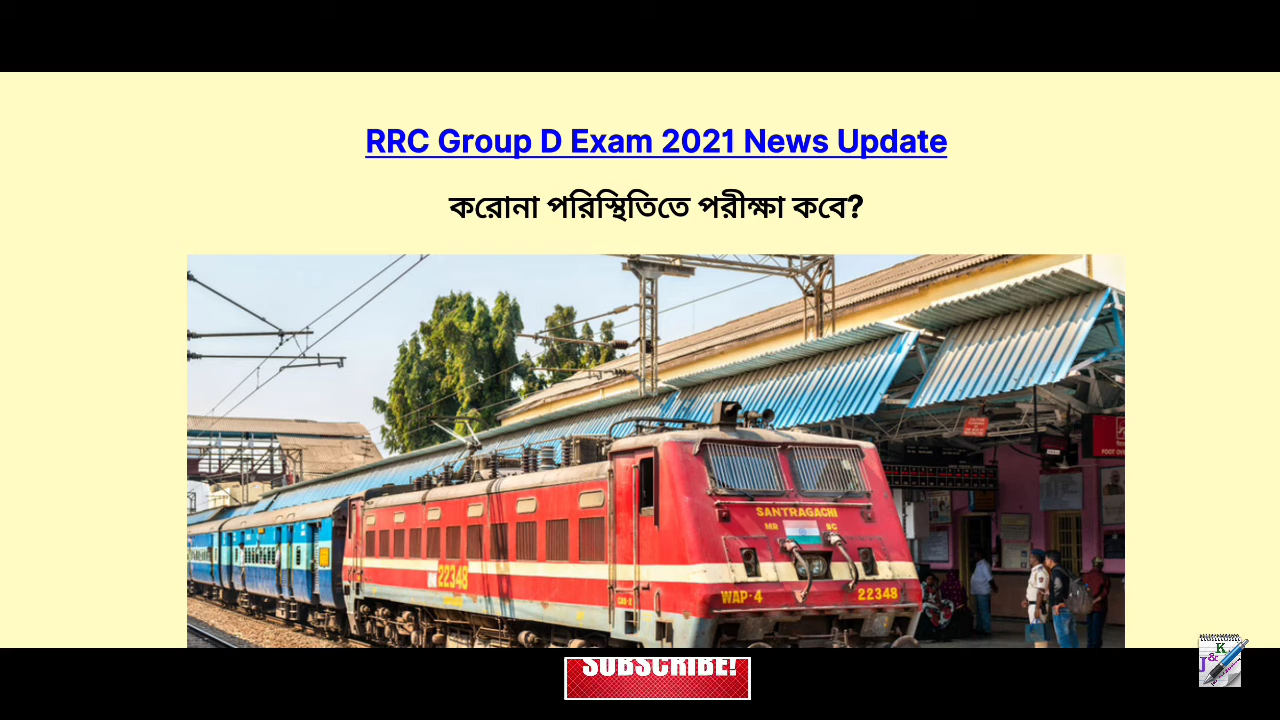 RRC Group D Exam 2021 News Update
করোনা পরিস্থিতিতে পরীক্ষা কবে?
SANTRAGACHI
22348
WAP-4
22348
SUBSCRIBE!
J&K